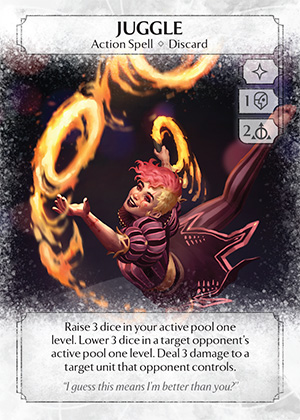 JUGGLE
Action Spell ◇ Discard
1
2
Raise 3 dice in your active pool one
level. Lower 3 dice in a target opponent's
active pool one level. Deal 3 damage to a
target unit that opponent controls.
"I guess this means I'm better than you?"